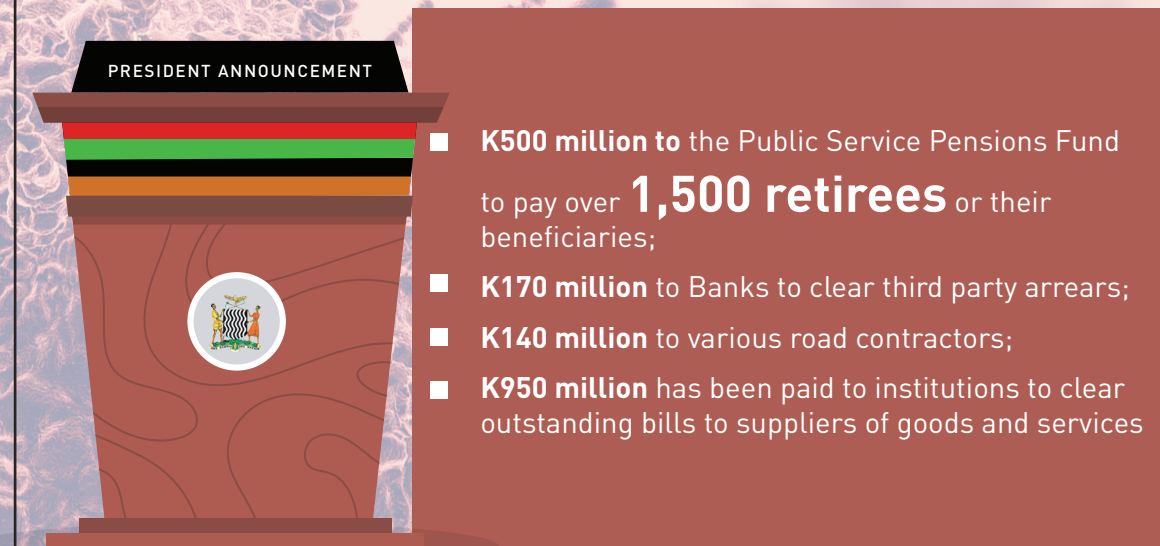 PRESIDENT ANNOUNCEMENT
K500 million to the Public Service Pensions Fund
to pay over 1,500 retirees or their
beneficiaries;
K170 million to Banks to clear third party arrears;
K140 million to various road contractors;
K950 million has been paid to institutions to clear
outstanding bills to suppliers of goods and services